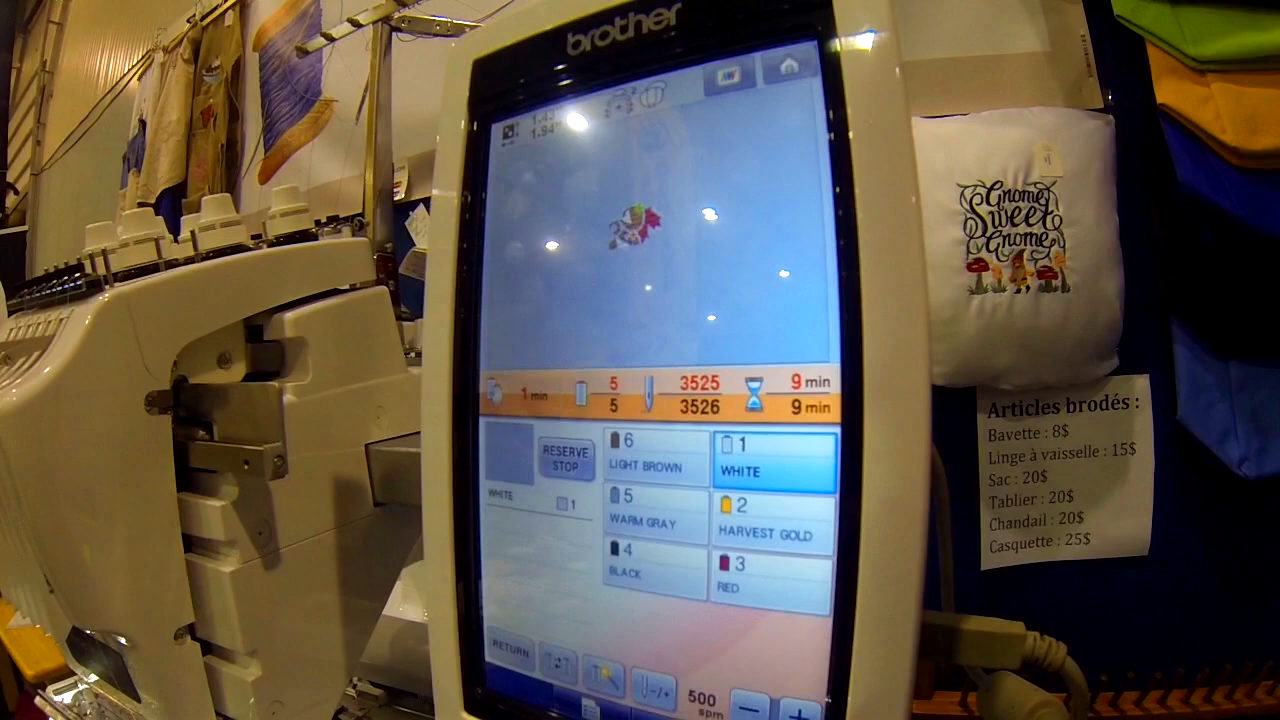 brother
1 min
5
3525
9 min
5
3526
9 min
RESERVE
STOP
6
LIGHT BROWN
1
WHITE
WHITE
1
5
WARM GRAY
2
HARVEST GOLD
4
BLACK
3
RED
RETURN
500
spm
Gnome
Sweet
Gnome
Articles brodés :
Bavette : 8$
Linge à vaisselle : 15$
Sac : 20$
Tablier : 20$
Chandail : 20$
Casquette : 25$